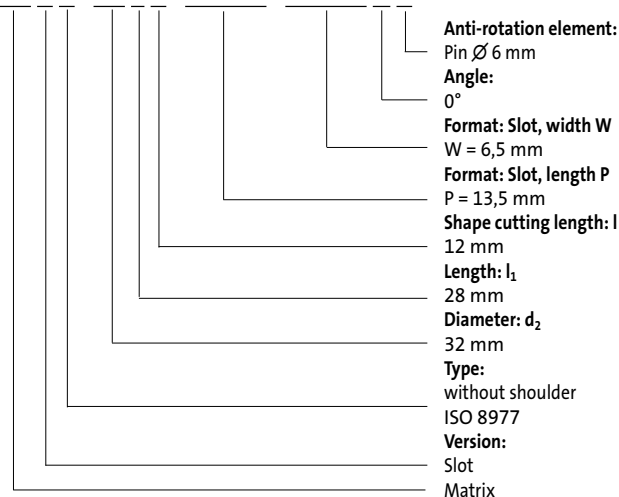 Anti-rotation element:
Pin Ø 6 mm
Angle:
0°
Format: Slot, width W
W = 6,5 mm
Format: Slot, length P
P = 13,5 mm
Shape cutting length: l
12 mm
Length: l₁
28 mm
Diameter: d₂
32 mm
Type:
without shoulder
ISO 8977
Version:
Slot
Matrix